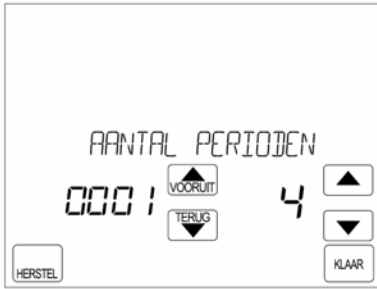 AANTAL PERIODEN
VOORUIT
0001 4
TERUG
HERSTEL KLAAR